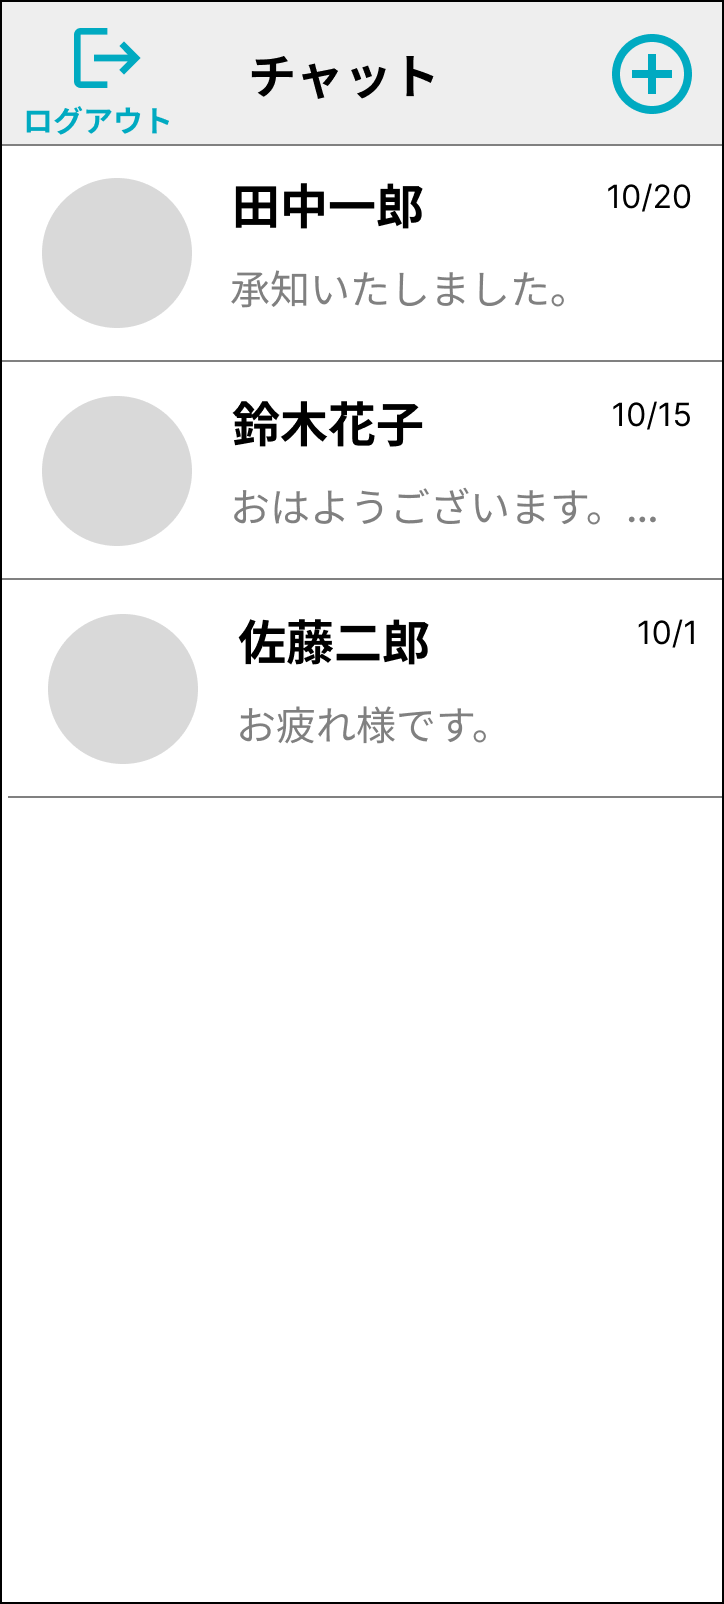 ログアウト
チャット
田中一郎
10/20
承知いたしました。
鈴木花子
10/15
おはようございます。...
佐藤二郎
10/1
お疲れ様です。